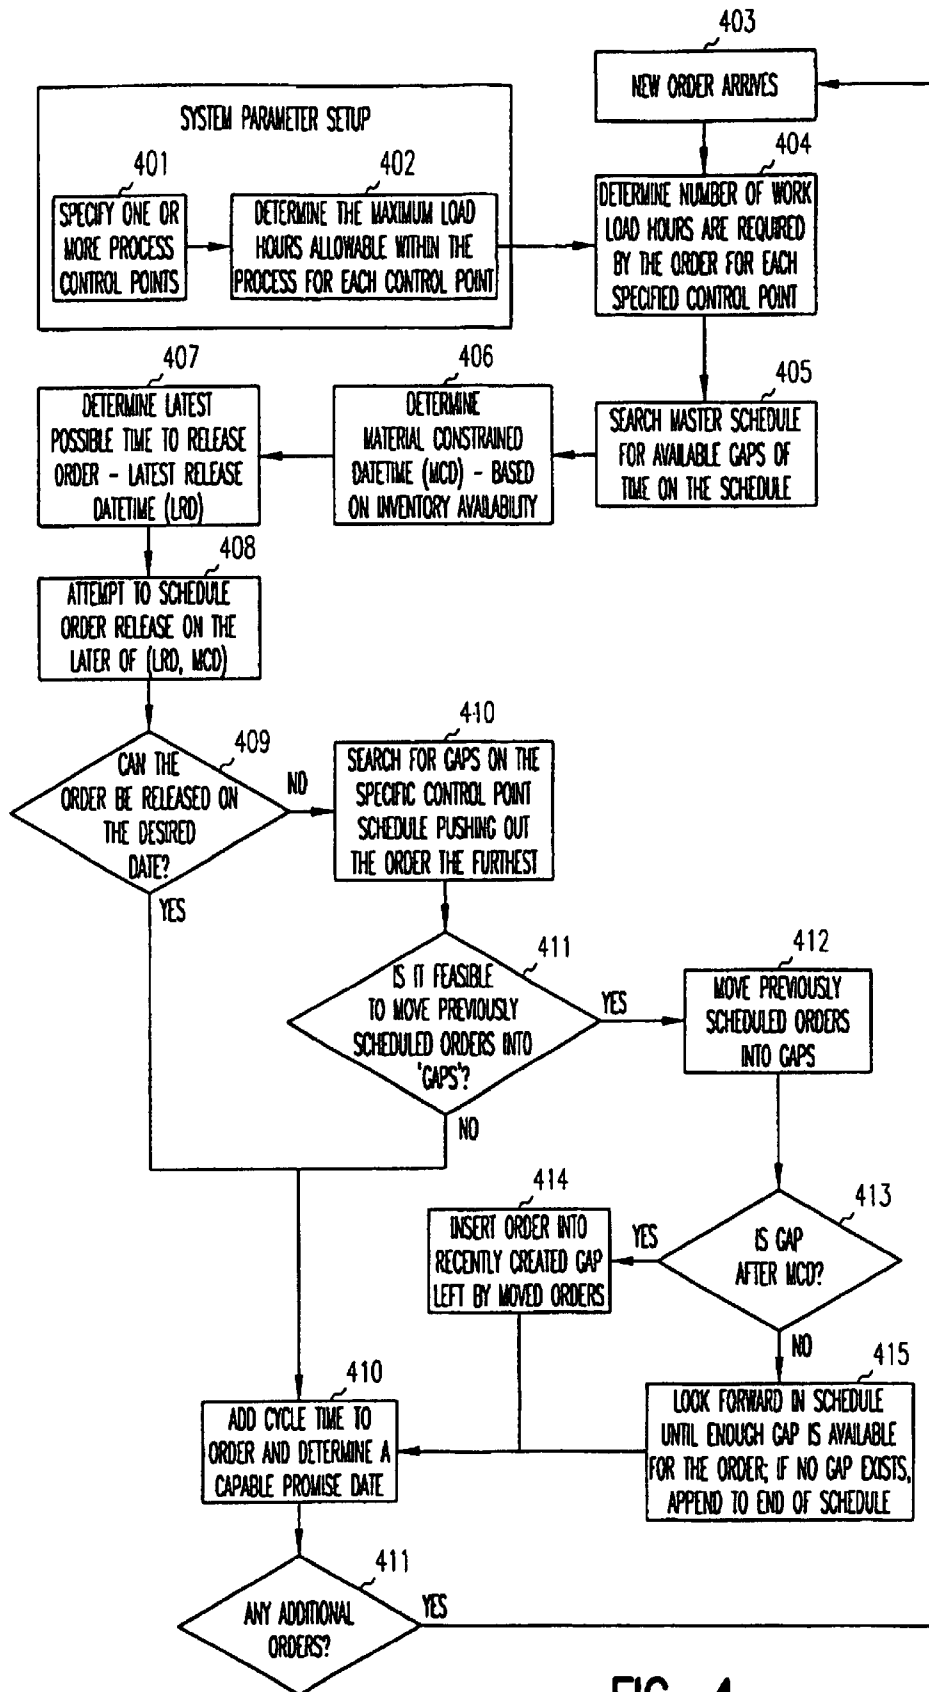 403
NEW ORDER ARRIVES
SYSTEM PARAMETER SETUP
401
SPECIFY ONE OR
MORE PROCESS
CONTROL POINTS
402
DETERMINE THE MAXIMUM LOAD
HOURS ALLOWABLE WITHIN THE
PROCESS FOR EACH CONTROL POINT
404
DETERMINE NUMBER OF WORK
LOAD HOURS ARE REQUIRED
BY THE ORDER FOR EACH
SPECIFIED CONTROL POINT
405
SEARCH MASTER SCHEDULE
FOR AVAILABLE GAPS OF
TIME ON THE SCHEDULE
406
DETERMINE
MATERIAL CONSTRAINED
DATETIME (MCD) - BASED
ON INVENTORY AVAILABILITY
407
DETERMINE LATEST
POSSIBLE TIME TO RELEASE
ORDER - LATEST RELEASE
DATETIME (LRD)
408
ATTEMPT TO SCHEDULE
ORDER RELEASE ON THE
LATER OF (LRD, MCD)
409
CAN THE
ORDER BE RELEASED ON
THE DESIRED
DATE?
NO
YES
410
SEARCH FOR GAPS ON THE
SPECIFIC CONTROL POINT
SCHEDULE PUSHING OUT
THE ORDER THE FURTHEST
411
IS IT FEASIBLE
TO MOVE PREVIOUSLY
SCHEDULED ORDERS INTO
'GAPS'?
YES
NO
412
MOVE PREVIOUSLY
SCHEDULED ORDERS
INTO GAPS
413
IS GAP
AFTER MCD?
YES
NO
414
INSERT ORDER INTO
RECENTLY CREATED GAP
LEFT BY MOVED ORDERS
415
LOOK FORWARD IN SCHEDULE
UNTIL ENOUGH GAP IS AVAILABLE
FOR THE ORDER; IF NO GAP EXISTS,
APPEND TO END OF SCHEDULE
410
ADD CYCLE TIME TO
ORDER AND DETERMINE A
CAPABLE PROMISE DATE
411
ANY ADDITIONAL
ORDERS?
YES
FIG. 4